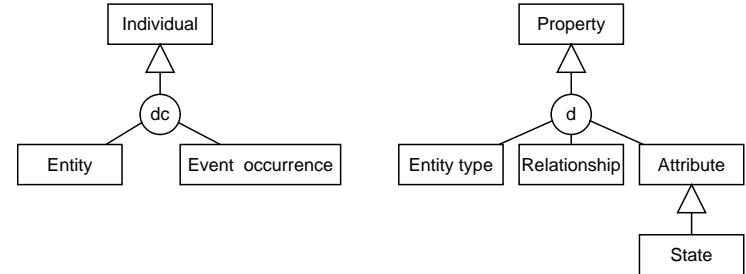 Individual
Property
dc
d
Entity
Event occurrence
Entity type
Relationship
Attribute
State